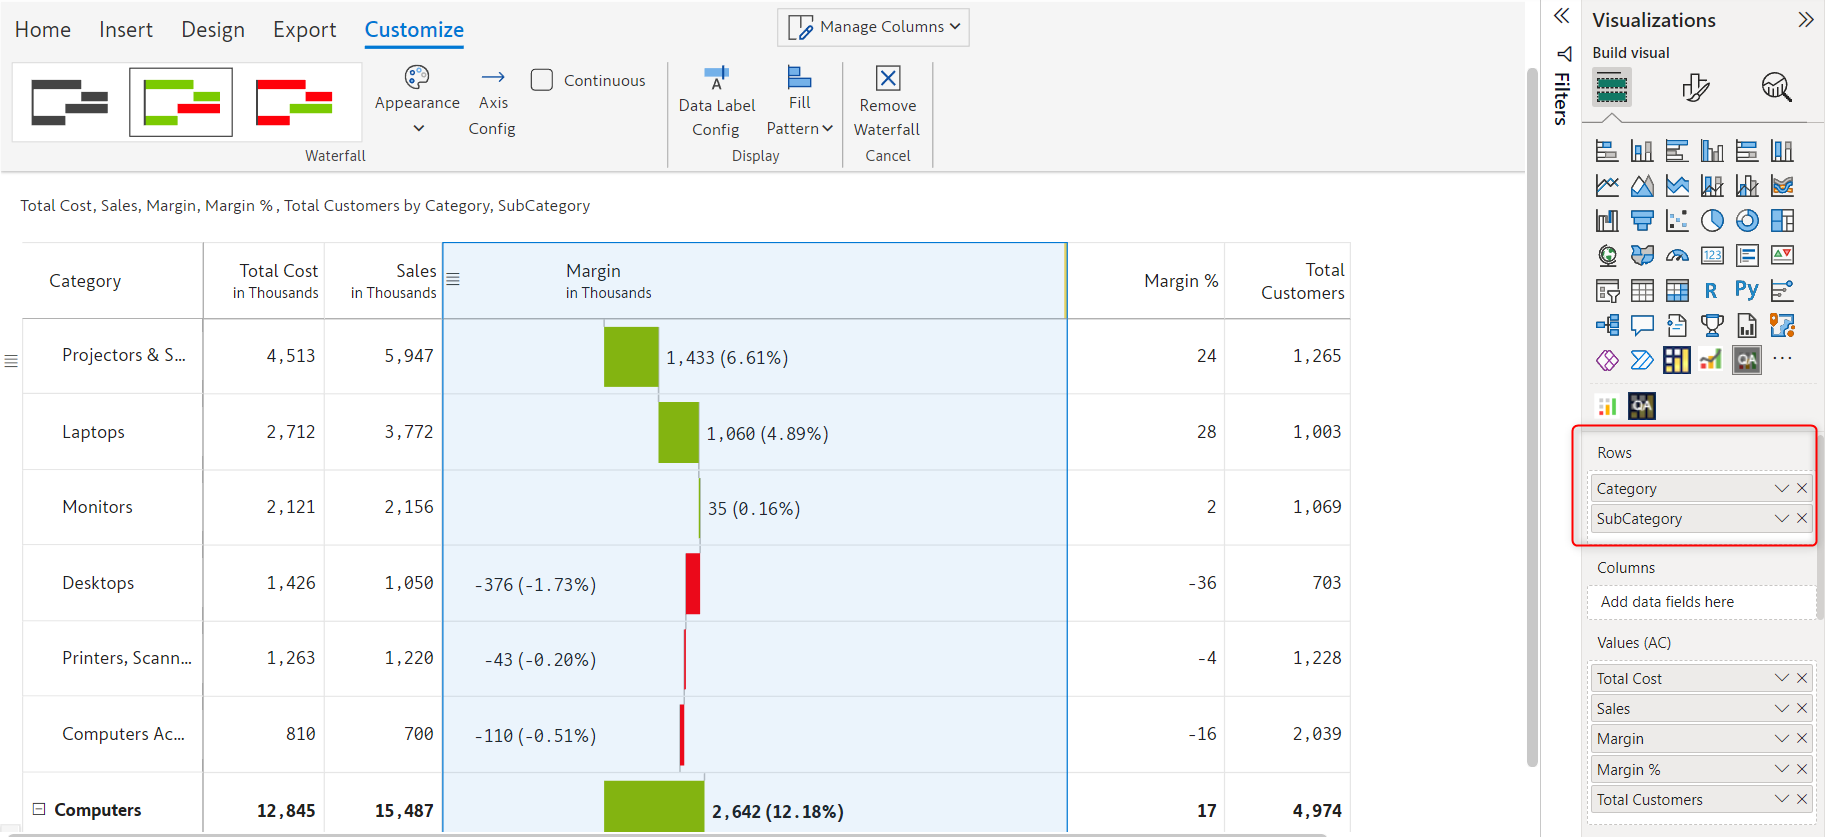 Home Insert Design Export Customize
Manage Columns
Appearance
Axis
Config
Continuous
Waterfall
Data Label
Config
Fill
Pattern
Display
Remove
Waterfall
Cancel
Total Cost, Sales, Margin, Margin %, Total Customers by Category, SubCategory
Category
Total Cost
in Thousands
Sales
in Thousands
Margin
in Thousands
Margin %
Total
Customers
Projectors & S... 4,513 5,947 1,433 (6.61%) 24 1,265
Laptops 2,712 3,772 1,060 (4.89%) 28 1,003
Monitors 2,121 2,156 35 (0.16%) 2 1,069
Desktops 1,426 1,050 -376 (-1.73%) -36 703
Printers, Scann... 1,263 1,220 -43 (-0.20%) -4 1,228
Computers Ac... 810 700 -110 (-0.51%) -16 2,039
Computers 12,845 15,487 2,642 (12.18%) 17 4,974
Filters
Visualizations
Build visual
123
R
Py
QA
...
QA
Rows
Category
SubCategory
Columns
Add data fields here
Values (AC)
Total Cost
Sales
Margin
Margin %
Total Customers